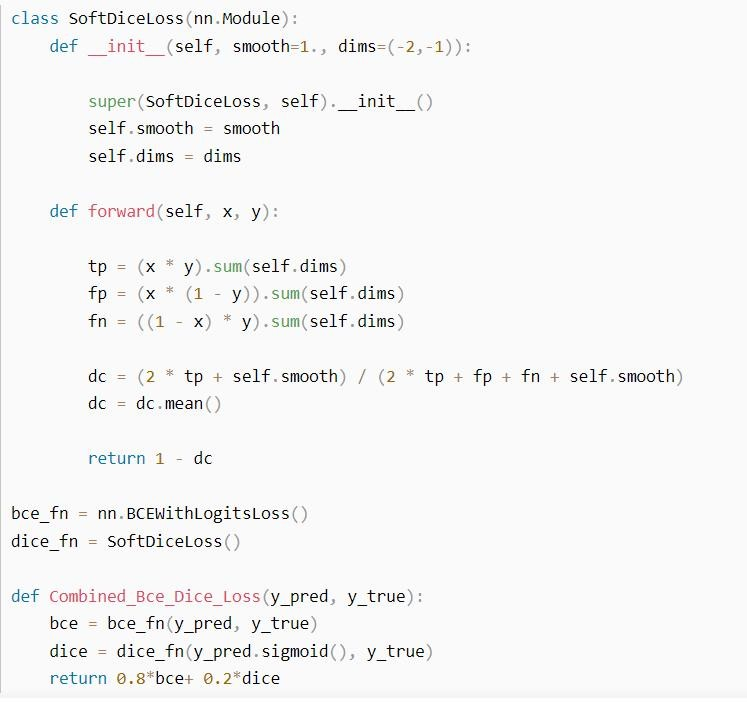 class SoftDiceLoss(nn.Module):
    def __init__(self, smooth=1., dims=(-2,-1)):
        super(SoftDiceLoss, self).__init__()
        self.smooth = smooth
        self.dims = dims
    def forward(self, x, y):
        tp = (x * y).sum(self.dims)
        fp = (x * (1 - y)).sum(self.dims)
        fn = ((1 - x) * y).sum(self.dims)
        dc = (2 * tp + self.smooth) / (2 * tp + fp + fn + self.smooth)
        dc = dc.mean()
        return 1 - dc
bce_fn = nn.BCEWithLogitsLoss()
dice_fn = SoftDiceLoss()
def Combined_Bce_Dice_Loss(y_pred, y_true):
    bce = bce_fn(y_pred, y_true)
    dice = dice_fn(y_pred.sigmoid(), y_true)
    return 0.8*bce+ 0.2*dice